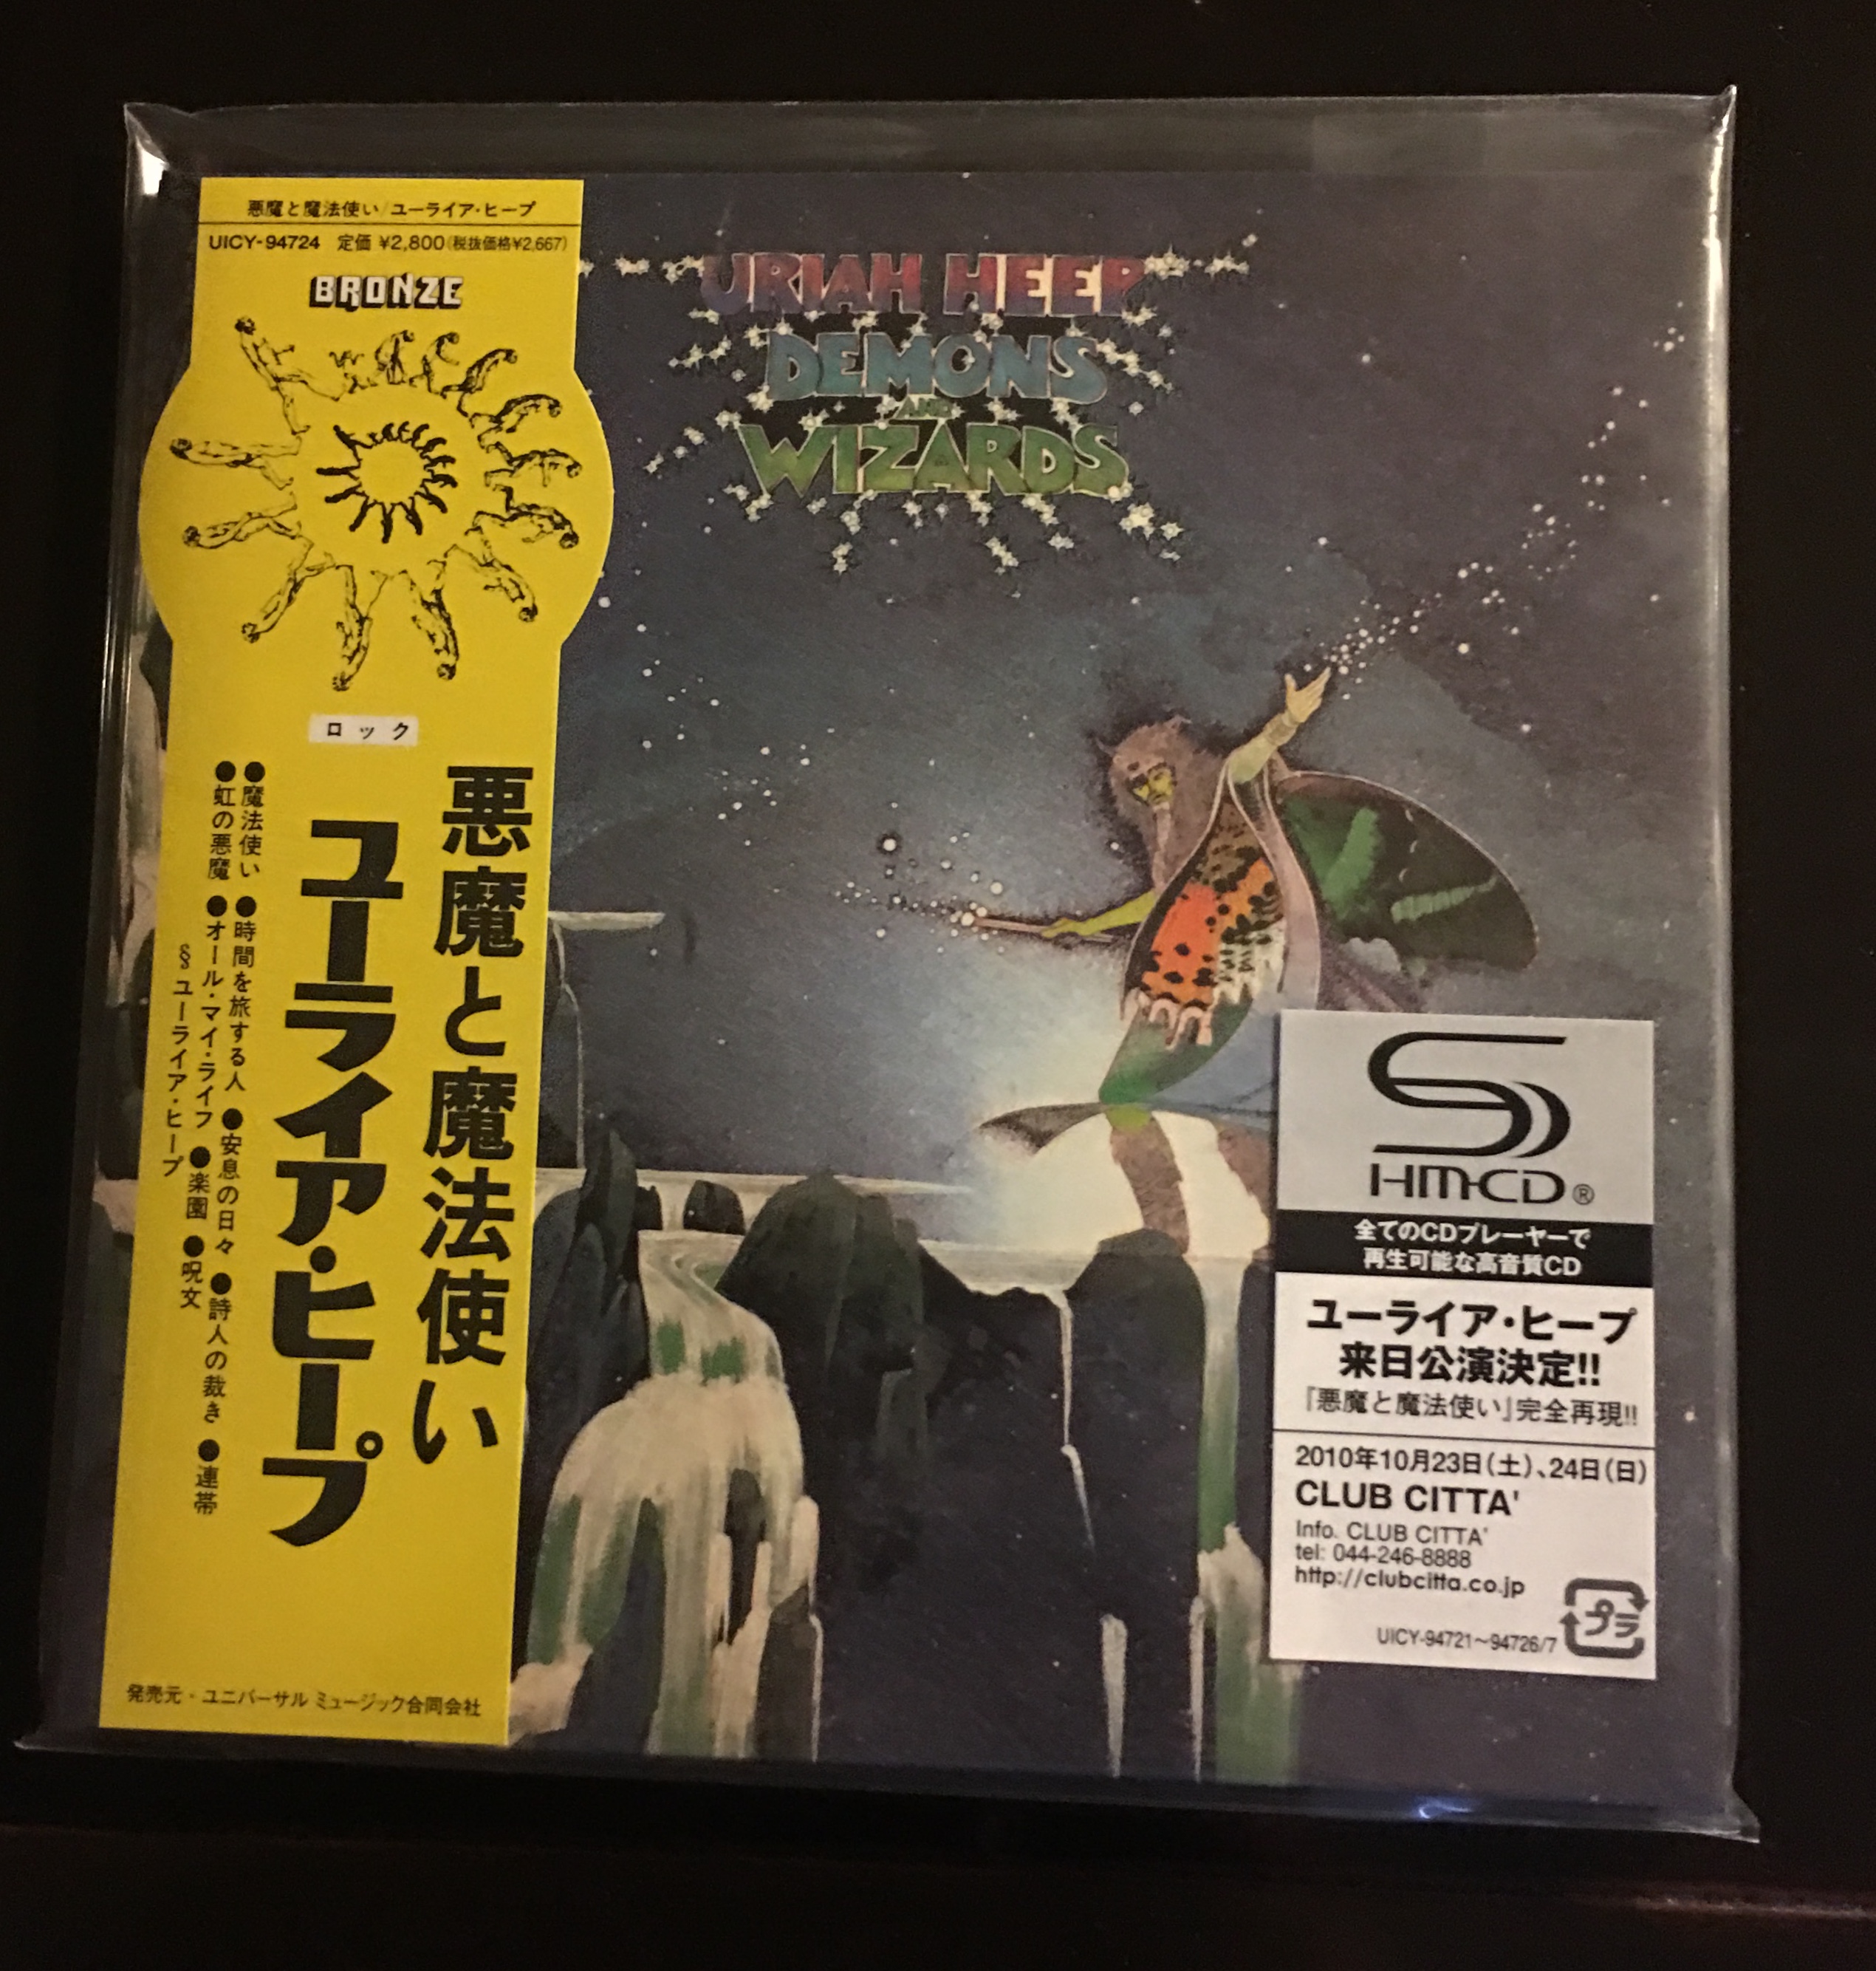 悪魔と魔法使い/ユーライア・ヒープ
UICY-94724 定価 ¥2,800(税抜価格¥2,667)
BRONZE
ロック
悪魔と魔法使い
ユーライア・ヒープ
●魔法使い ●時間を旅する人 ●安息の日々 ●詩人の裁き ●連帯
●虹の悪魔 ●オール・マイ・ライフ ●楽園 ●呪文
§ ユーライア・ヒープ
発売元・ユニバーサル ミュージック合同会社
URIAH HEEP
DEMONS
AND
WIZARDS
SHM-CD®
全てのCDプレーヤーで
再生可能な高音質CD
ユーライア・ヒープ
来日公演決定!!
『悪魔と魔法使い』完全再現!!
2010年10月23日(土)、24日(日)
CLUB CITTA'
Info. CLUB CITTA'
tel: 044-246-8888
http://clubcitta.co.jp
UICY-94721〜94726/7
プラ